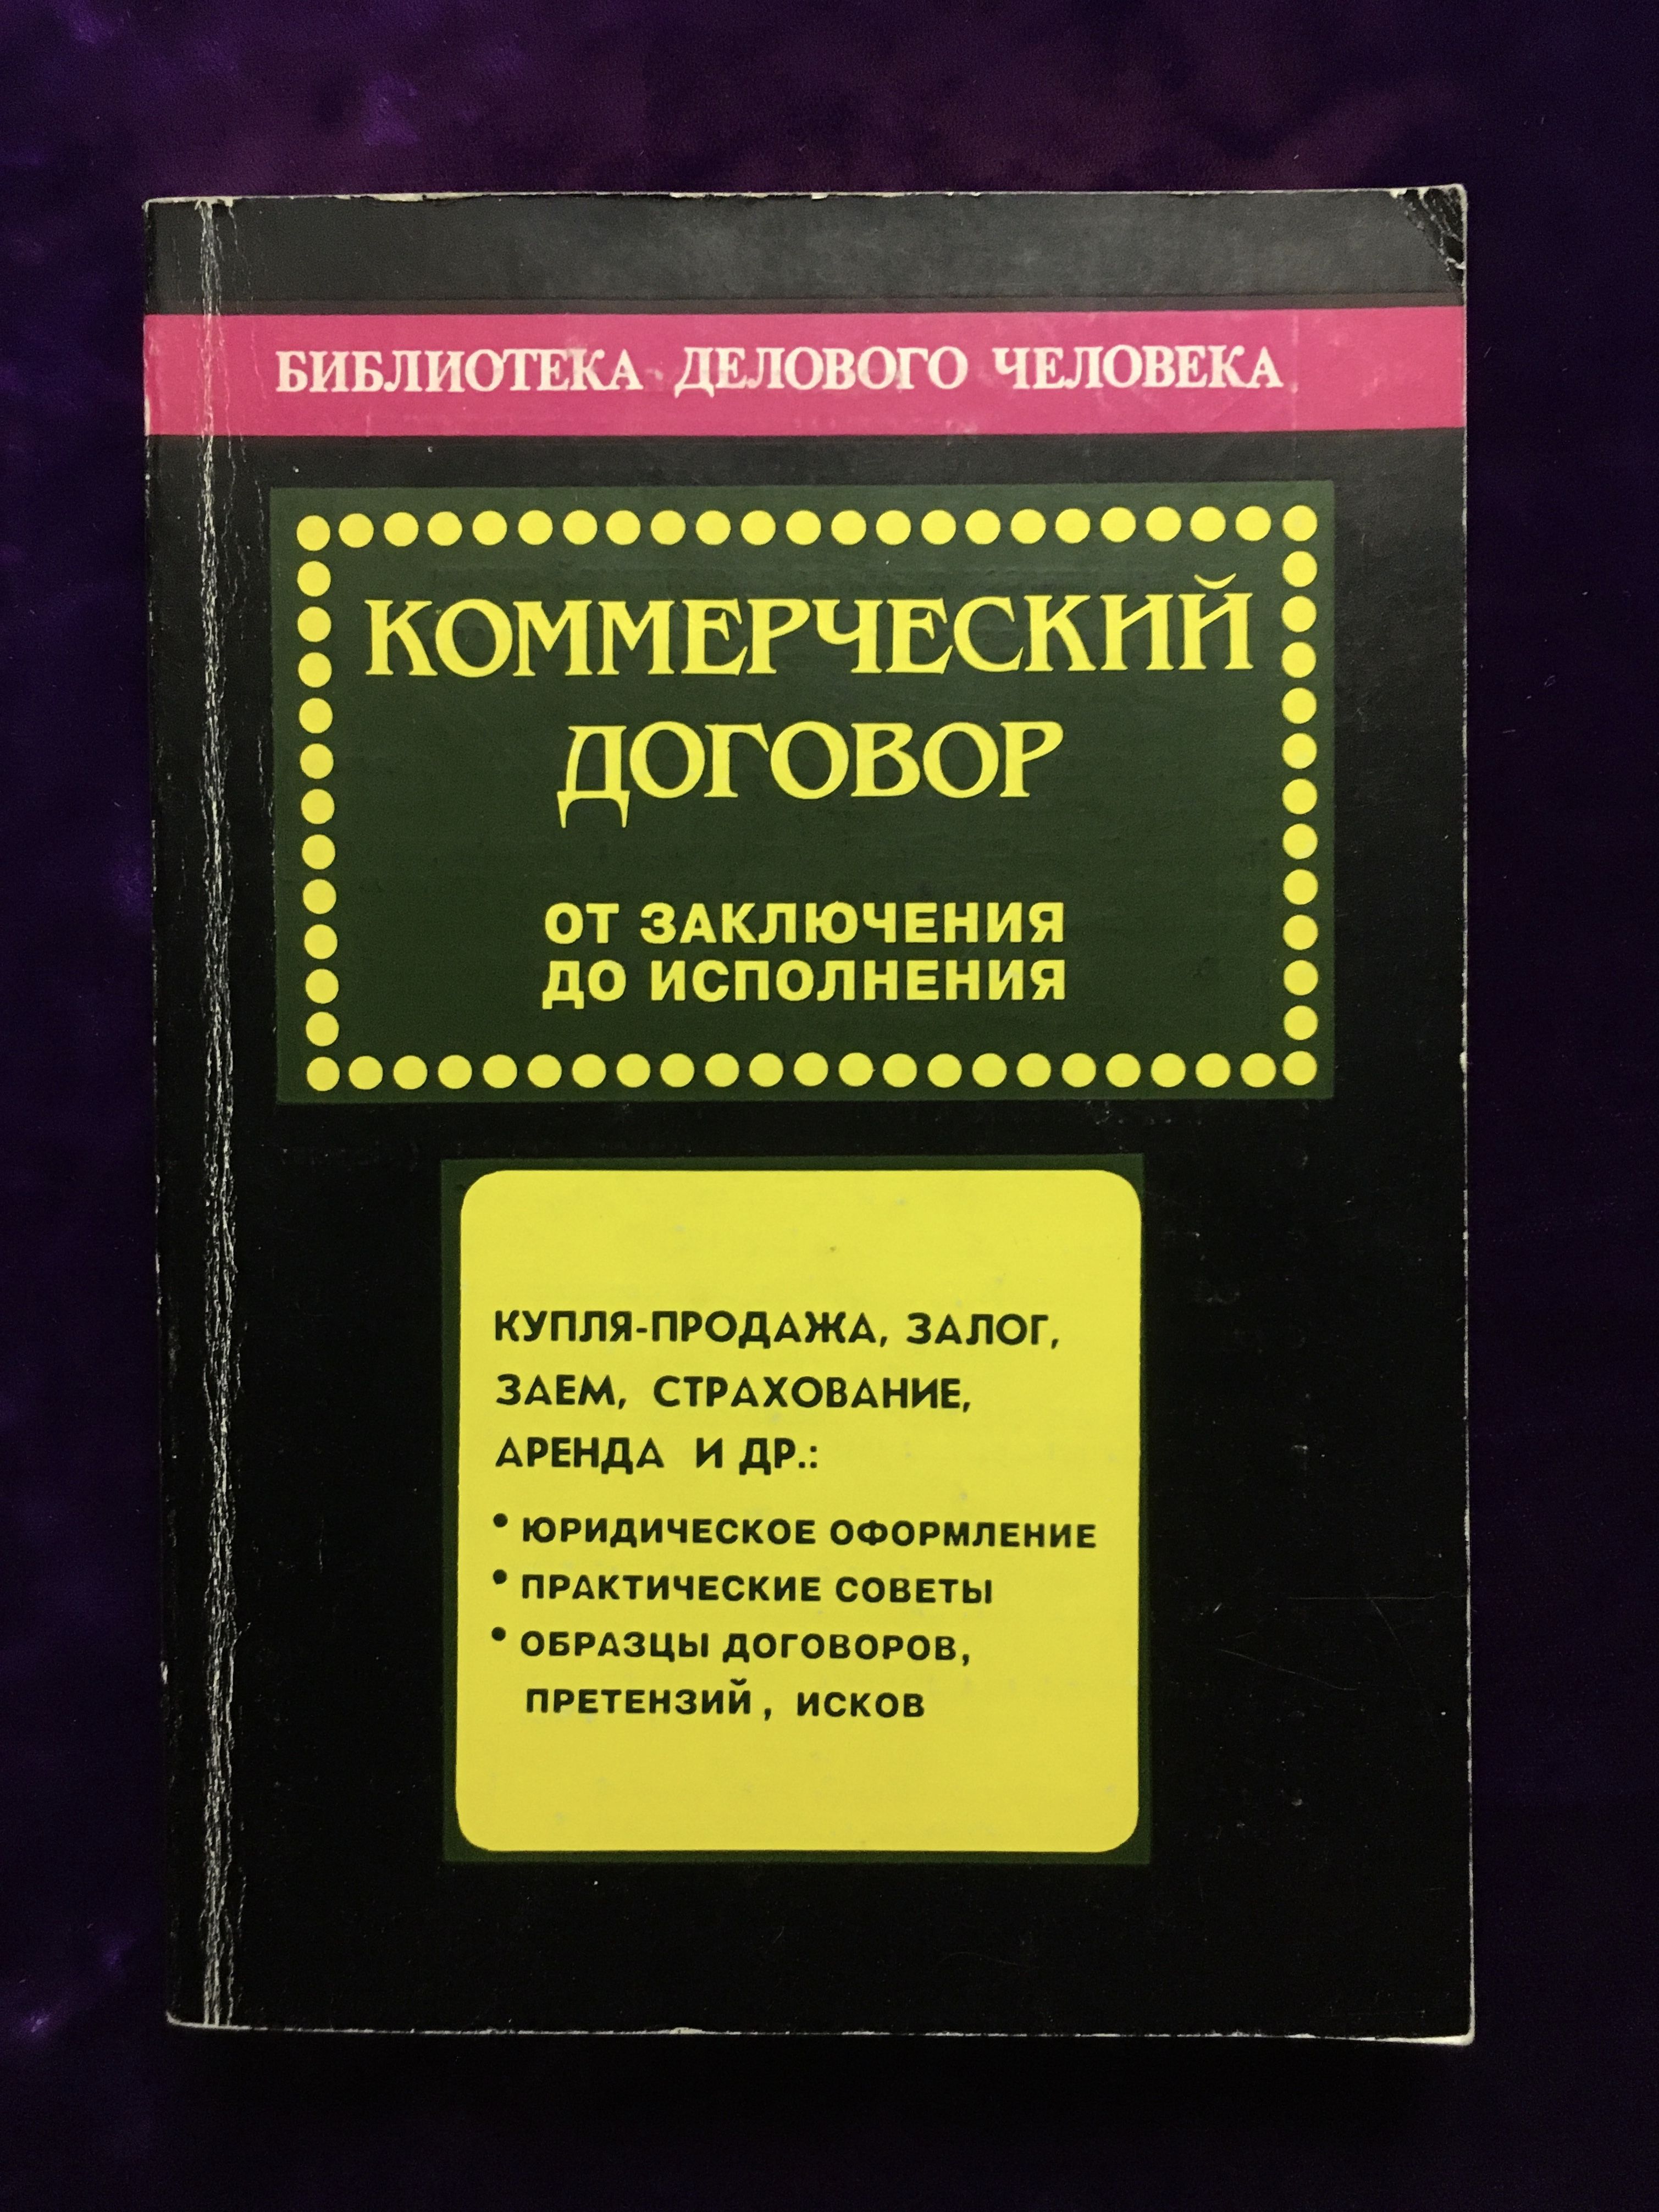 БИБЛИОТЕКА ДЕЛОВОГО ЧЕЛОВЕКА
КОММЕРЧЕСКИЙ
ДОГОВОР
ОТ ЗАКЛЮЧЕНИЯ
ДО ИСПОЛНЕНИЯ
КУПЛЯ-ПРОДАЖА, ЗАЛОГ,
ЗАЕМ, СТРАХОВАНИЕ,
АРЕНДА И ДР.:
• ЮРИДИЧЕСКОЕ ОФОРМЛЕНИЕ
• ПРАКТИЧЕСКИЕ СОВЕТЫ
• ОБРАЗЦЫ ДОГОВОРОВ,
ПРЕТЕНЗИЙ, ИСКОВ